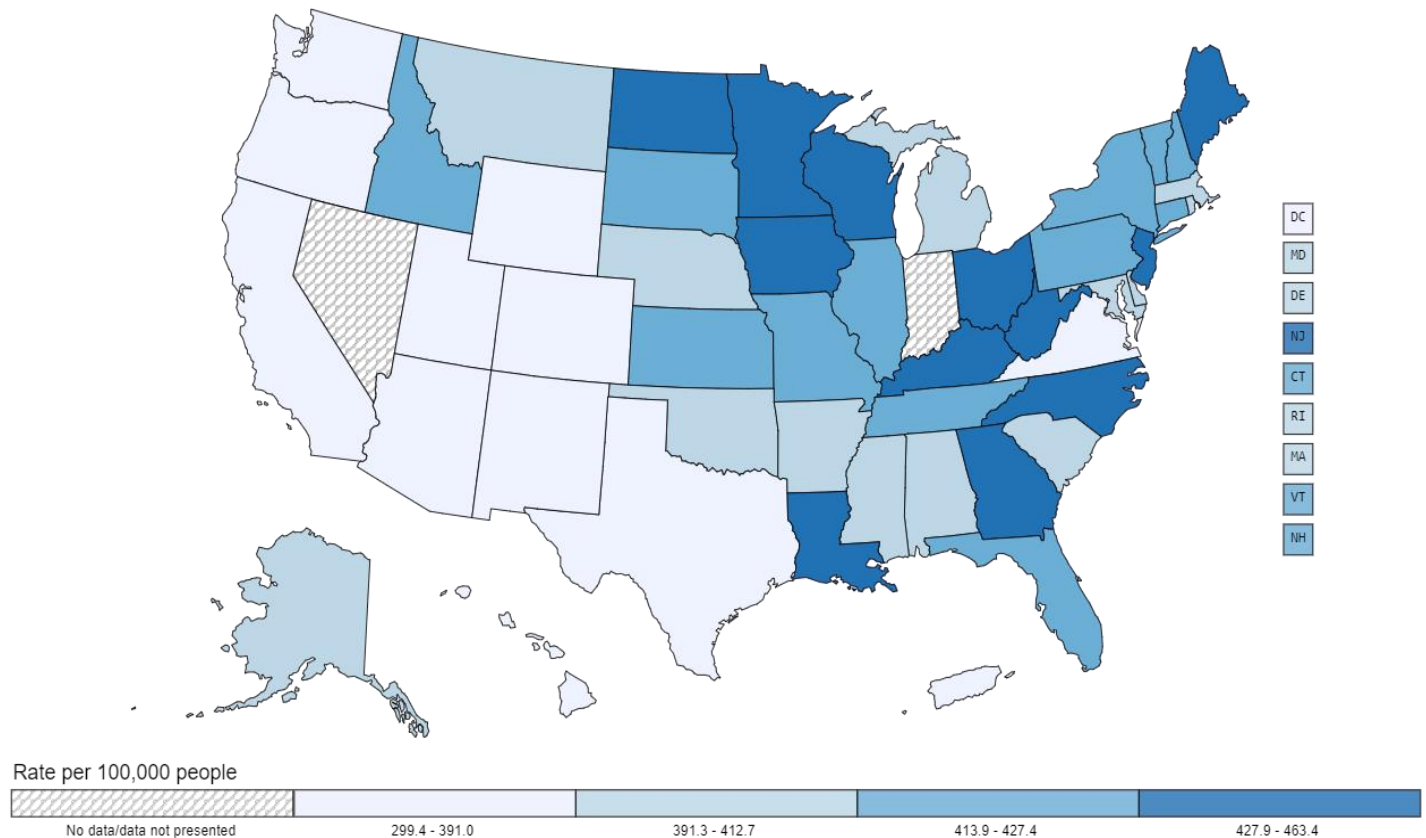 DC
MD
DE
NJ
CT
RI
MA
VT
NH
Rate per 100,000 people
No data/data not presented
299.4 - 391.0
391.3 - 412.7
413.9 - 427.4
427.9 - 463.4